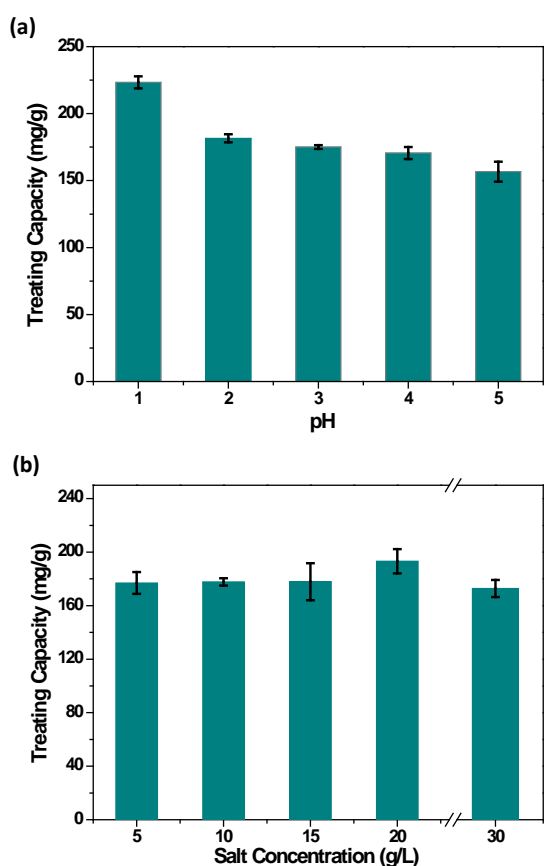 (a)
250
200
150
100
50
0
Treating Capacity (mg/g)
1 2 3 4 5
pH
(b)
240
200
160
120
80
40
0
Treating Capacity (mg/g)
5 10 15 20 30
Salt Concentration (g/L)